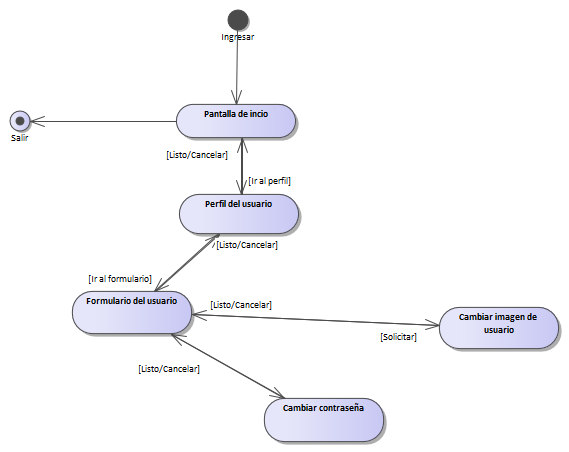 Ingresar
Pantalla de incio
Salir
[Listo/Cancelar]
[Ir al perfil]
Perfil del usuario
[Listo/Cancelar]
[Ir al formulario]
Formulario del usuario
[Listo/Cancelar]
Cambiar imagen de
usuario
[Solicitar]
[Listo/Cancelar]
Cambiar contraseña